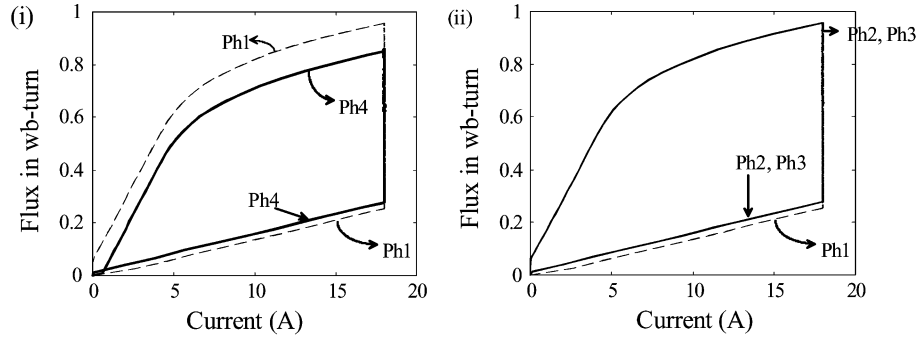 (i)
Flux in wb-turn
1
0.8
0.6
0.4
0.2
0
Ph1
Ph4
Ph4
Ph1
0 5 10 15 20
Current (A)
(ii)
Flux in wb-turn
1
0.8
0.6
0.4
0.2
0
Ph2, Ph3
Ph2, Ph3
Ph1
0 5 10 15 20
Current (A)